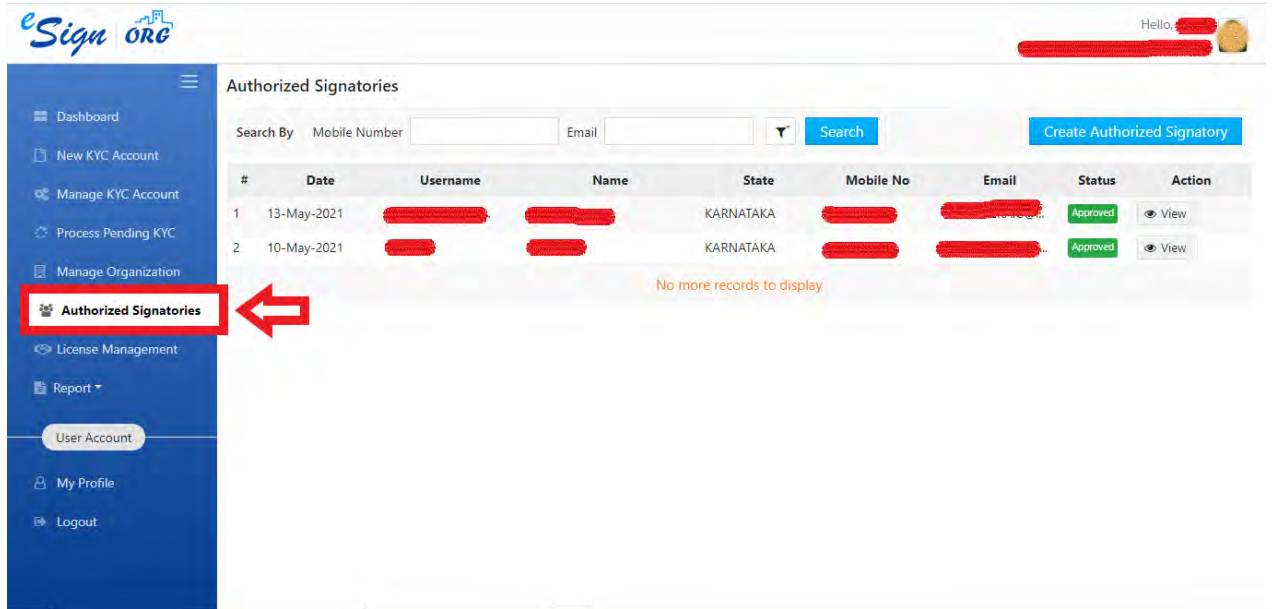 eSign ORG
Hello,
Authorized Signatories
Dashboard
Search By Mobile Number Email Search Create Authorized Signatory
New KYC Account
# Date Username Name State Mobile No Email Status Action
Manage KYC Account
1 13-May-2021 KARNATAKA Approved View
Process Pending KYC
2 10-May-2021 KARNATAKA Approved View
Manage Organization
No more records to display
Authorized Signatories
License Management
Report
User Account
My Profile
Logout